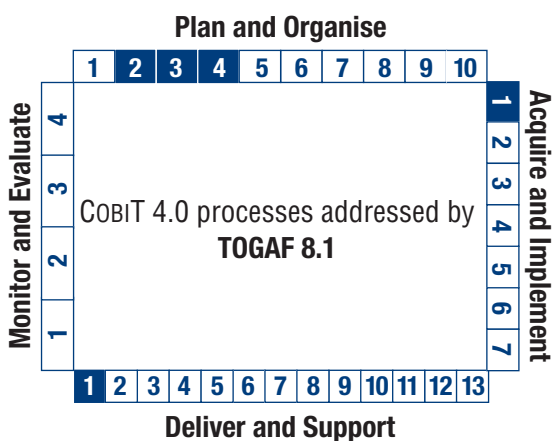 Plan and Organise
1 2 3 4 5 6 7 8 9 10
Monitor and Evaluate
4
3
2
1
COBIT 4.0 processes addressed by
TOGAF 8.1
1
2
3
4
5
6
7
Acquire and Implement
1 2 3 4 5 6 7 8 9 10 11 12 13
Deliver and Support